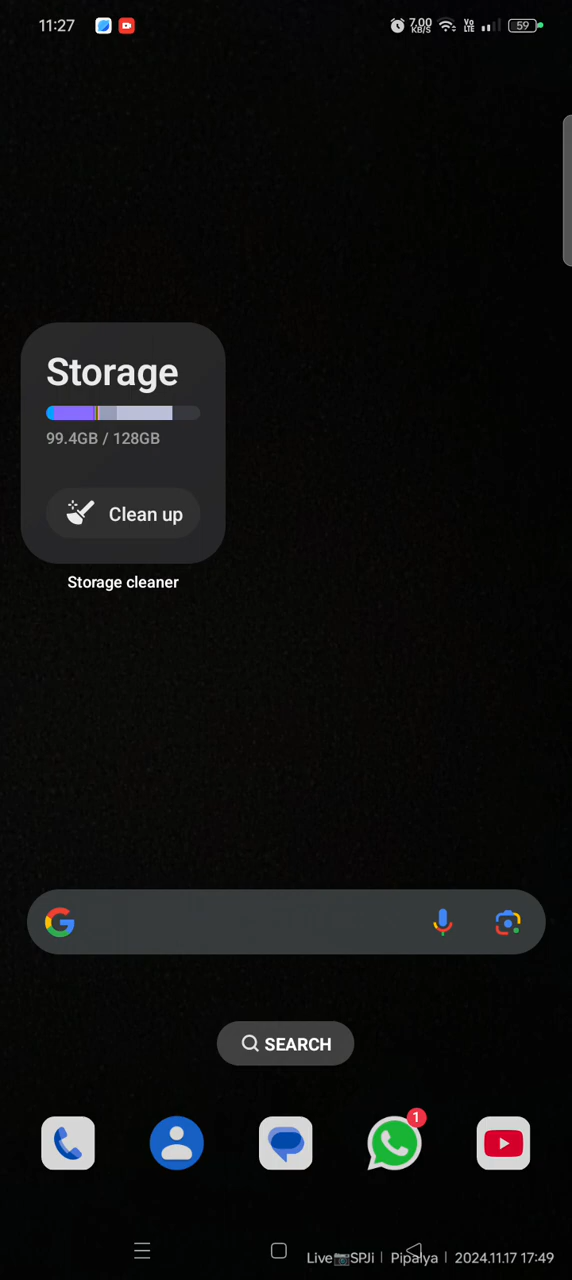 11:27
7.00
KB/S
Vo
LTE
59
Storage
99.4GB / 128GB
Clean up
Storage cleaner
SEARCH
1
Live📷SPJi | Pipalya | 2024.11.17 17:49